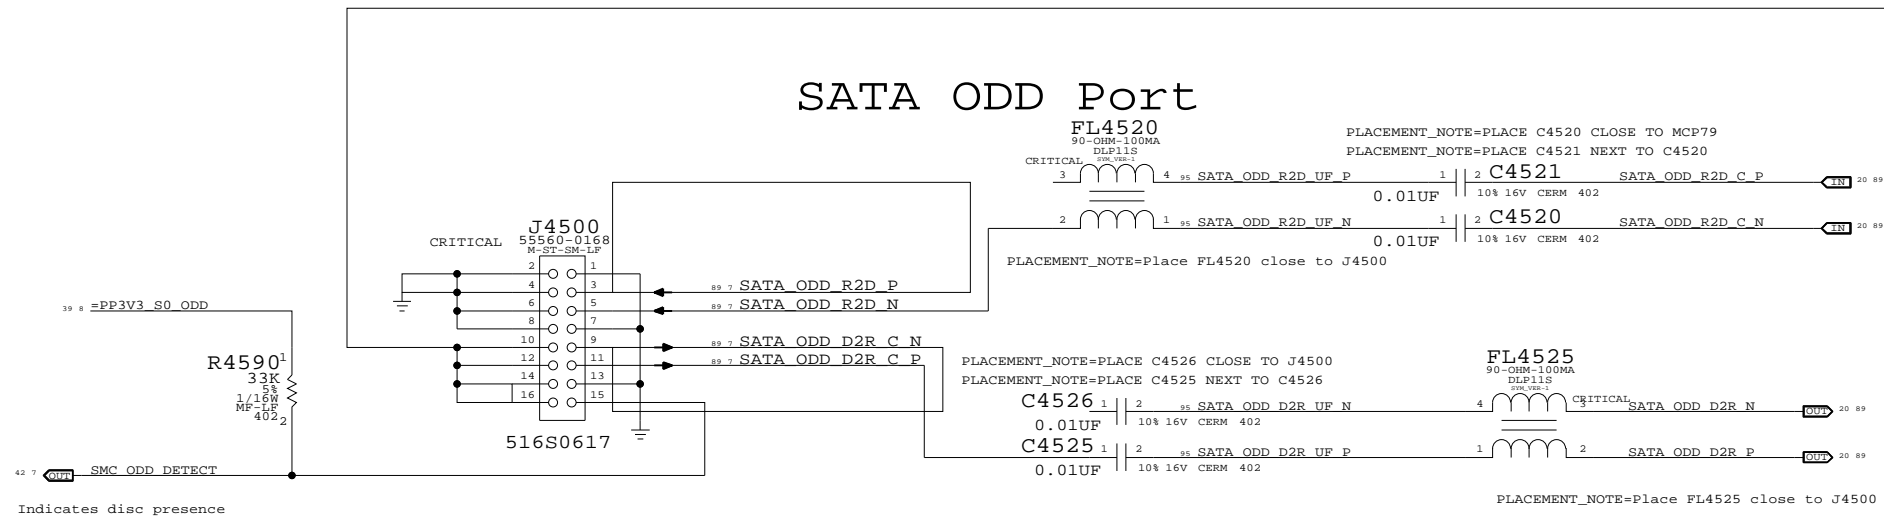 SATA ODD Port
FL4520
90-OHM-100MA
DLP11S
SYM_VER-1
CRITICAL
3
4
2
1
95 SATA_ODD_R2D_UF_P
95 SATA_ODD_R2D_UF_N
PLACEMENT_NOTE=PLACE C4520 CLOSE TO MCP79
PLACEMENT_NOTE=PLACE C4521 NEXT TO C4520
1
2 C4521
0.01UF
10% 16V CERM 402
SATA_ODD_R2D_C_P
IN 20 89
1
2 C4520
0.01UF
10% 16V CERM 402
SATA_ODD_R2D_C_N
IN 20 89
PLACEMENT_NOTE=Place FL4520 close to J4500
CRITICAL
J4500
55560-0168
M-ST-SM-LF
2 1
4 3
6 5
8 7
10 9
12 11
14 13
16 15
516S0617
89 7 SATA_ODD_R2D_P
89 7 SATA_ODD_R2D_N
89 7 SATA_ODD_D2R_C_N
89 7 SATA_ODD_D2R_C_P
39 8 =PP3V3_S0_ODD
R4590
1
33K
5%
1/16W
MF-LF
402
2
42 7 OUT SMC_ODD_DETECT
Indicates disc presence
PLACEMENT_NOTE=PLACE C4526 CLOSE TO J4500
PLACEMENT_NOTE=PLACE C4525 NEXT TO C4526
C4526 1 2
0.01UF
10% 16V CERM 402
95 SATA_ODD_D2R_UF_N
C4525 1 2
0.01UF
10% 16V CERM 402
95 SATA_ODD_D2R_UF_P
FL4525
90-OHM-100MA
DLP11S
SYM_VER-1
CRITICAL
4
3
1
2
SATA_ODD_D2R_N
OUT 20 89
SATA_ODD_D2R_P
OUT 20 89
PLACEMENT_NOTE=Place FL4525 close to J4500